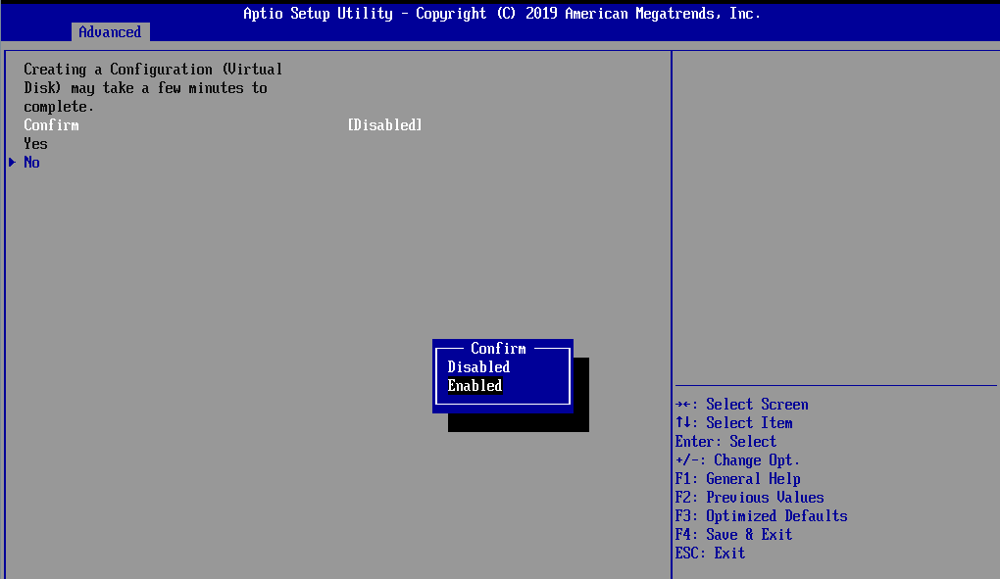 Aptio Setup Utility - Copyright (C) 2019 American Megatrends, Inc.
Advanced
Creating a Configuration (Virtual
Disk) may take a few minutes to
complete.
Confirm [Disabled]
Yes
No
Confirm
Disabled
Enabled
→←: Select Screen
↑↓: Select Item
Enter: Select
+/-: Change Opt.
F1: General Help
F2: Previous Values
F3: Optimized Defaults
F4: Save & Exit
ESC: Exit